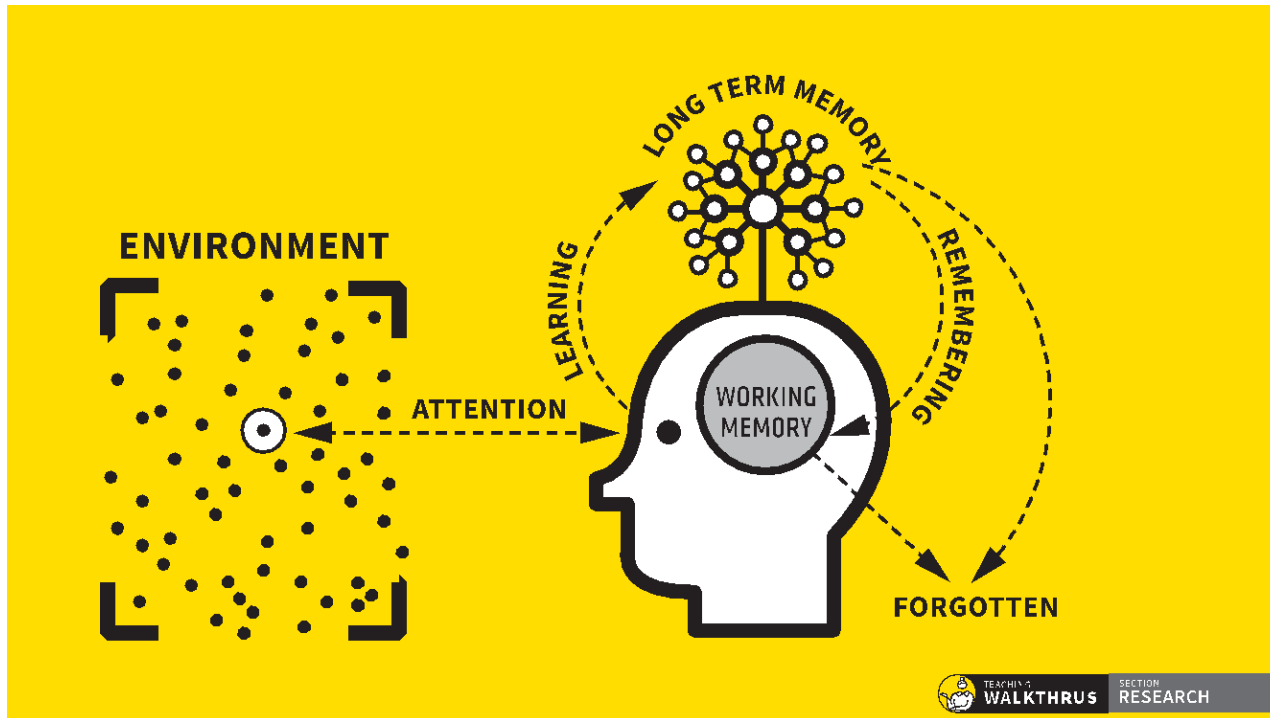 LONG TERM MEMORY
ENVIRONMENT
LEARNING
REMEMBERING
ATTENTION
WORKING
MEMORY
FORGOTTEN
TEACHING
WALKTHRUS
SECTION
RESEARCH